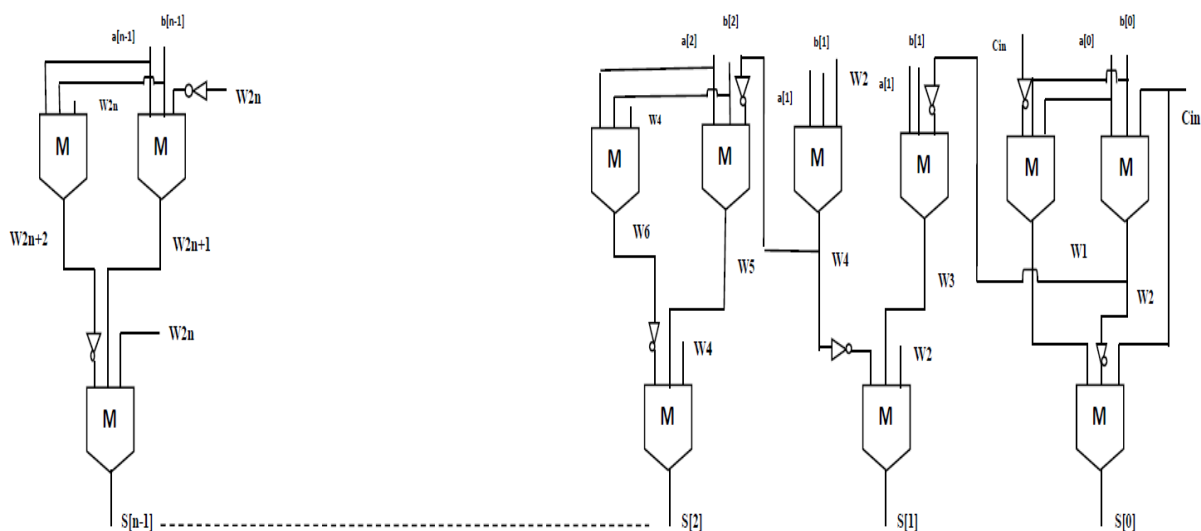 b[n-1]
a[n-1]
W2n
W2n
M
M
W2n+2
W2n+1
W2n
M
S[n-1]
b[2]
a[2]
W4
M
M
W6
W5
W4
M
S[2]
b[1]
W2
a[1]
M
W4
b[1]
a[1]
M
W3
W2
M
S[1]
Cin
b[0]
a[0]
Cin
M
M
W1
W2
M
S[0]